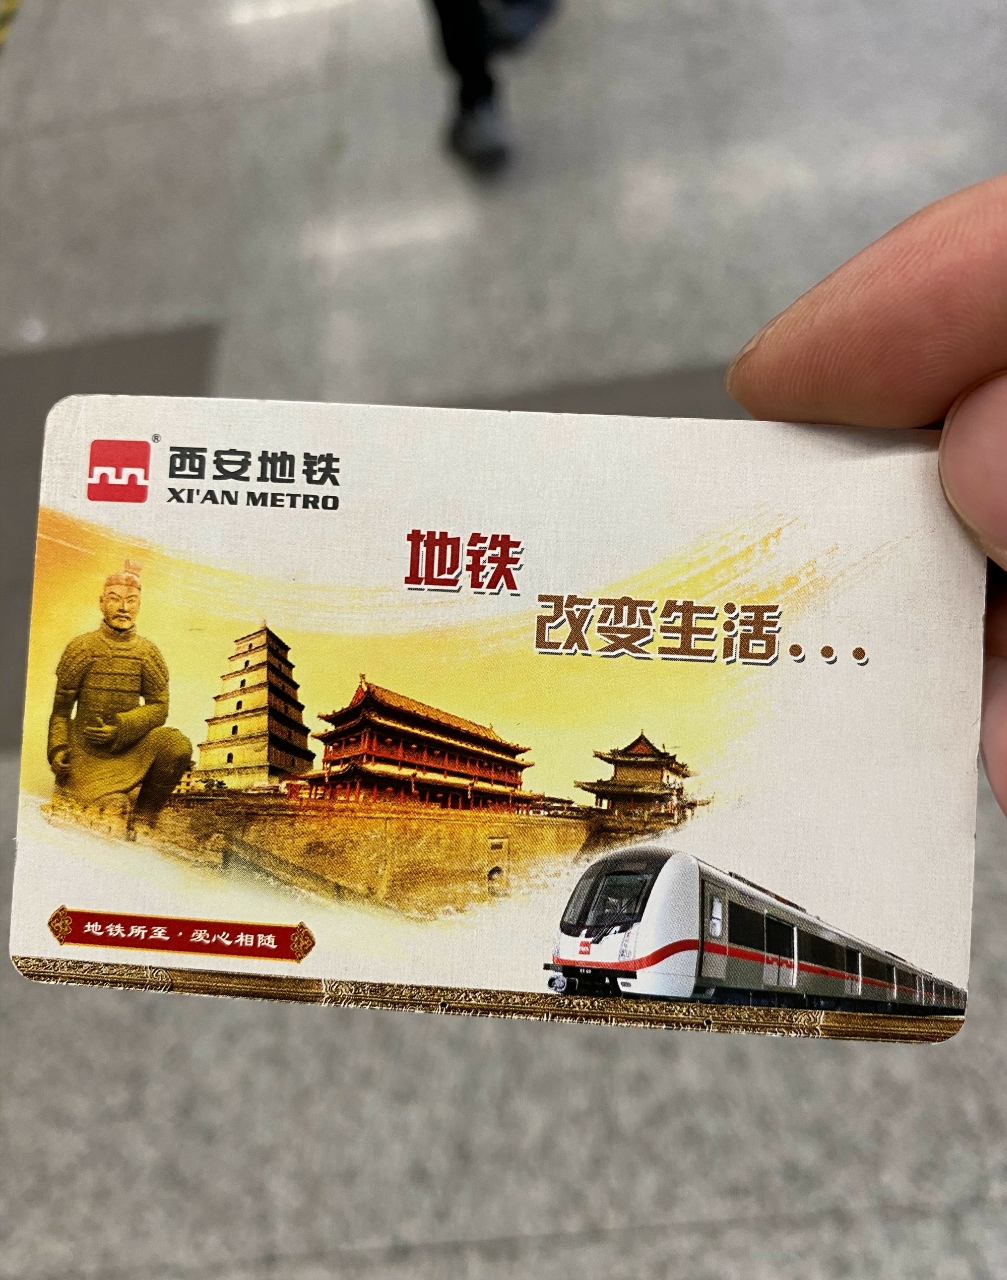 西安地铁
XI'AN METRO
地铁
改变生活...
地铁所至·爱心相随